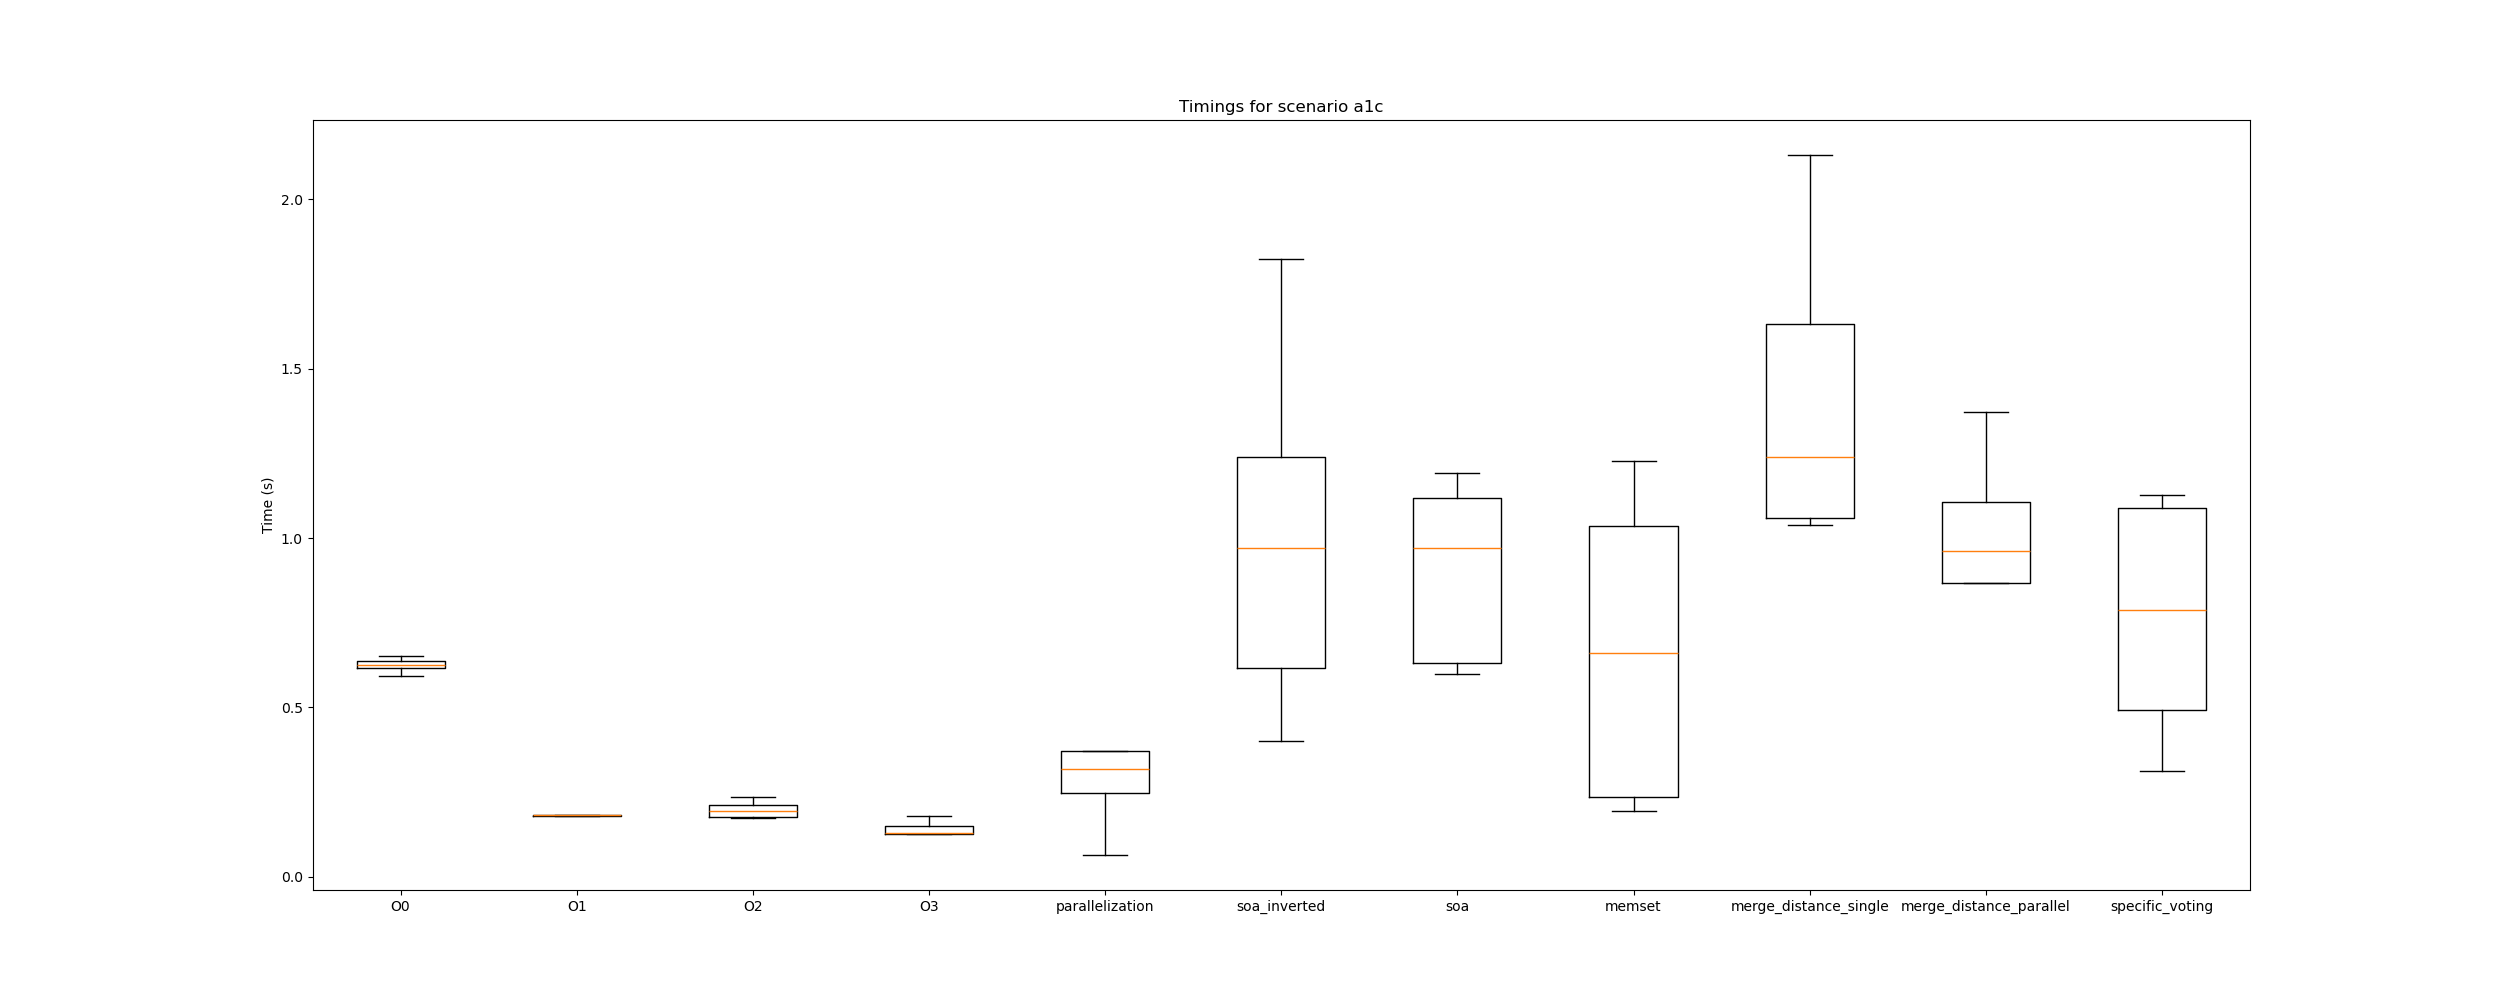 Timings for scenario a1c
Time (s)
2.0
1.5
1.0
0.5
0.0
O0 O1 O2 O3 parallelization soa_inverted soa memset merge_distance_single merge_distance_parallel specific_voting